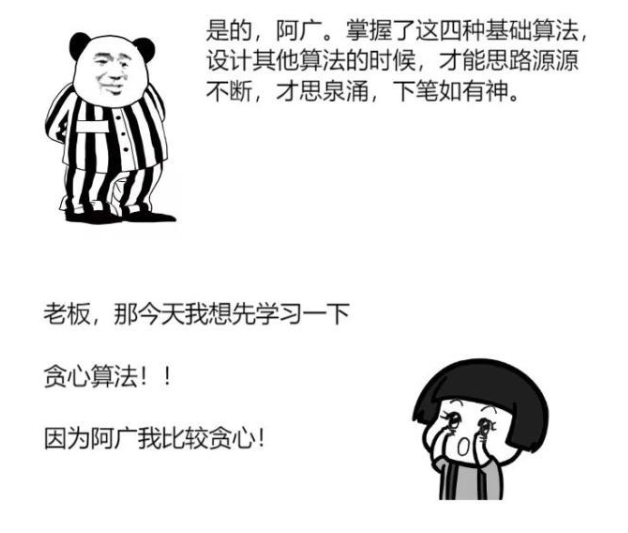 是的，阿广。掌握了这四种基础算法，
设计其他算法的时候，才能思路源源
不断，才思泉涌，下笔如有神。
老板，那今天我想先学习一下
贪心算法！！
因为阿广我比较贪心！